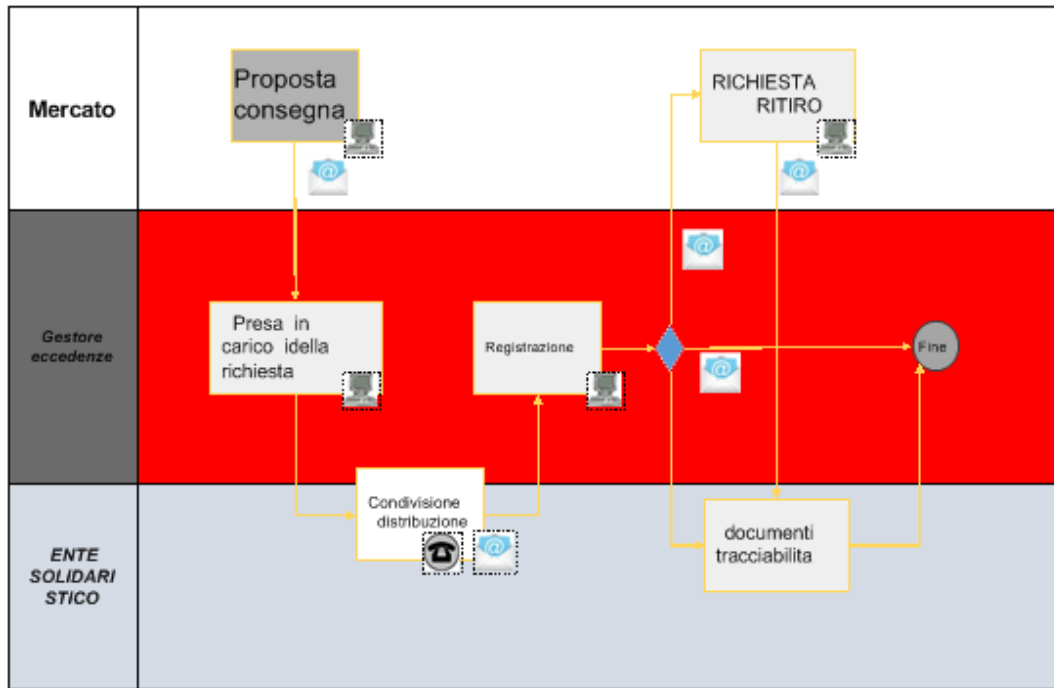 Mercato
Proposta
consegna
RICHIESTA
RITIRO
Gestore
eccedenze
Presa in
carico idella
richiesta
Registrazione
Fine
ENTE
SOLIDARI
STICO
Condivisione
distribuzione
documenti
tracciabilita